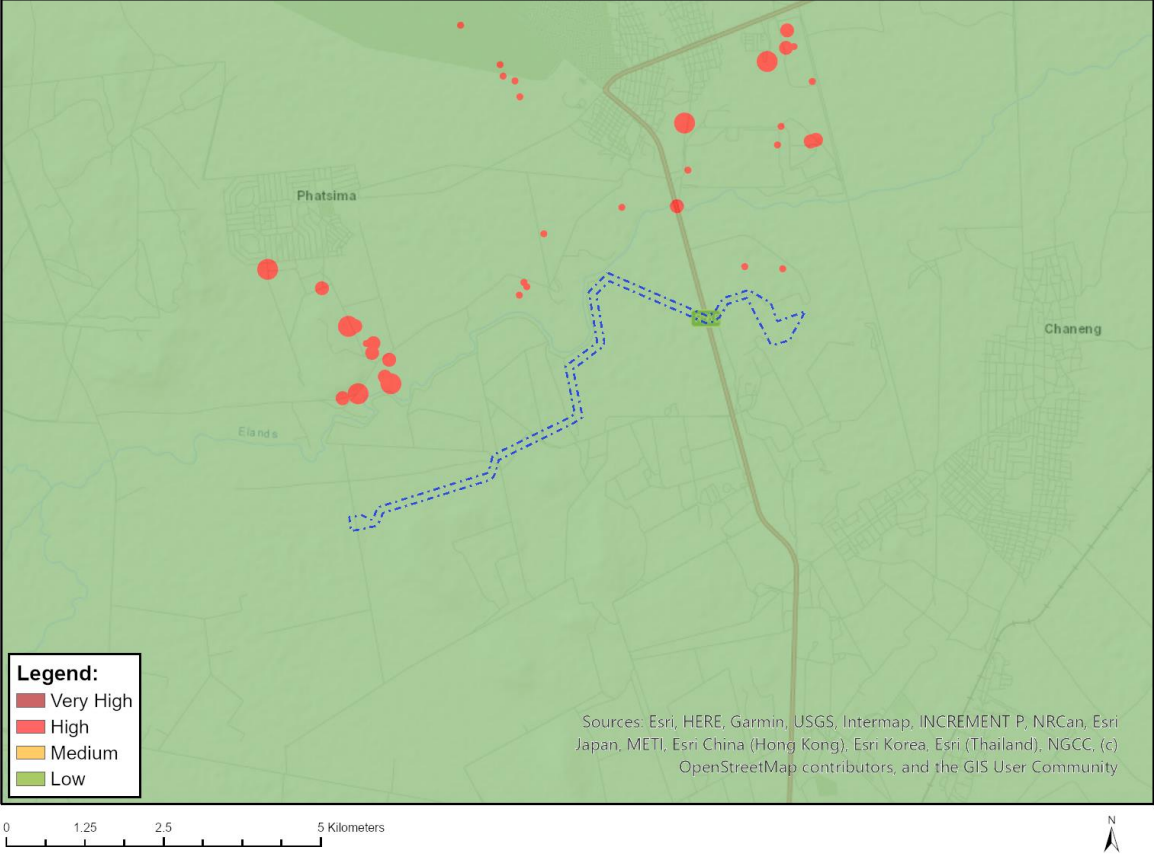 Phatsima
Chaneng
Elands
Legend:
Very High
High
Medium
Low
Sources: Esri, HERE, Garmin, USGS, Intermap, INCREMENT P, NRCan, Esri
Japan, METI, Esri China (Hong Kong), Esri Korea, Esri (Thailand), NGCC, (c)
OpenStreetMap contributors, and the GIS User Community
0 1.25 2.5 5 Kilometers
N